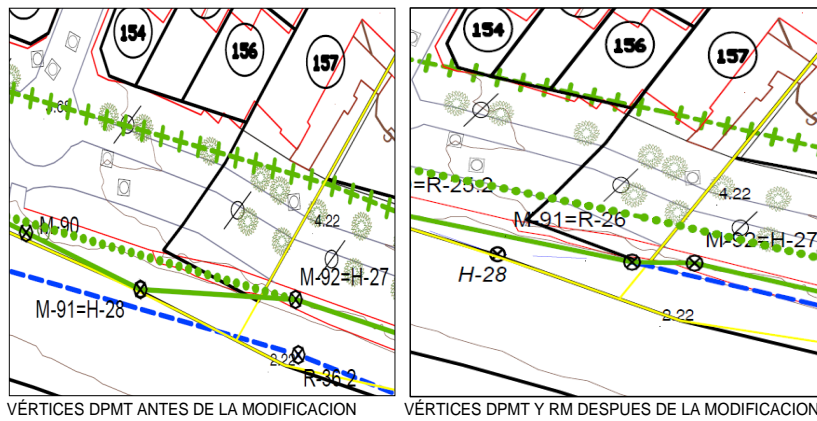 154
156
157
4.22
M-90
M-92=H-27
M-91=H-28
2.22
R-36.2
VÉRTICES DPMT ANTES DE LA MODIFICACION
154
156
157
=R-25.2
4.22
M-91=R-26
M-92=H-27
H-28
2.22
VÉRTICES DPMT Y RM DESPUES DE LA MODIFICACION